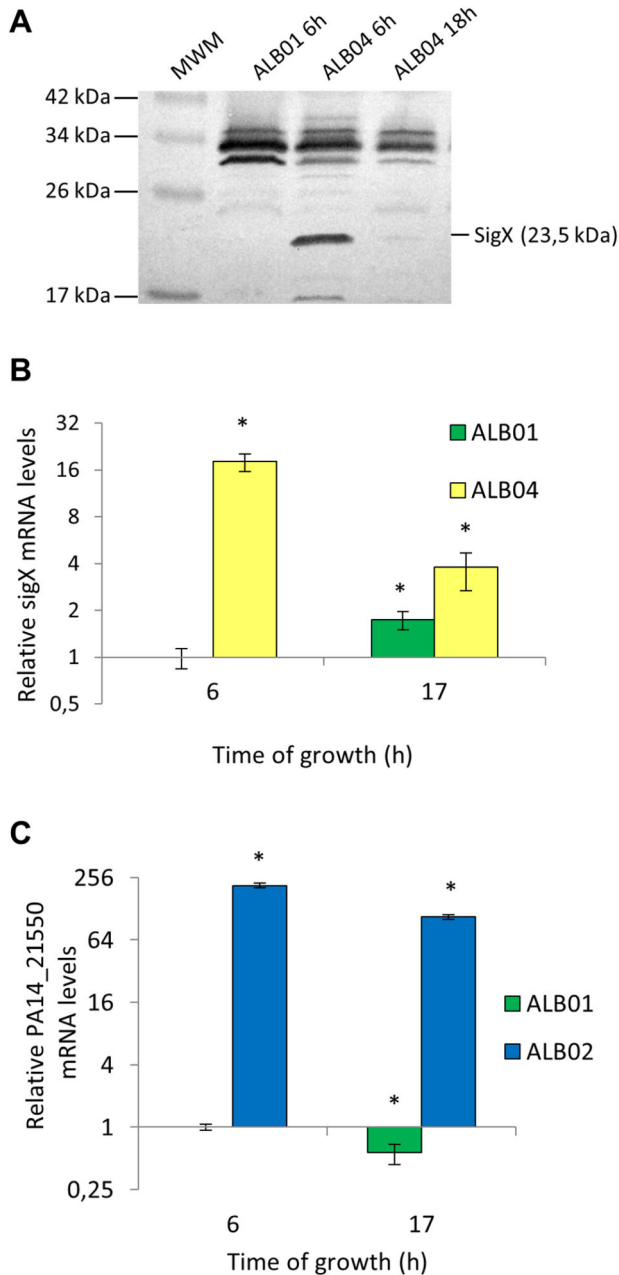 A
MWM
ALB01 6h
ALB04 6h
ALB04 18h
42 kDa
34 kDa
26 kDa
17 kDa
SigX (23,5 kDa)
B
Relative sigX mRNA levels
32
16
8
4
2
1
0,5
*
*
*
ALB01
ALB04
6
17
Time of growth (h)
C
Relative PA14_21550
mRNA levels
256
64
16
4
1
0,25
*
*
*
ALB01
ALB02
6
17
Time of growth (h)